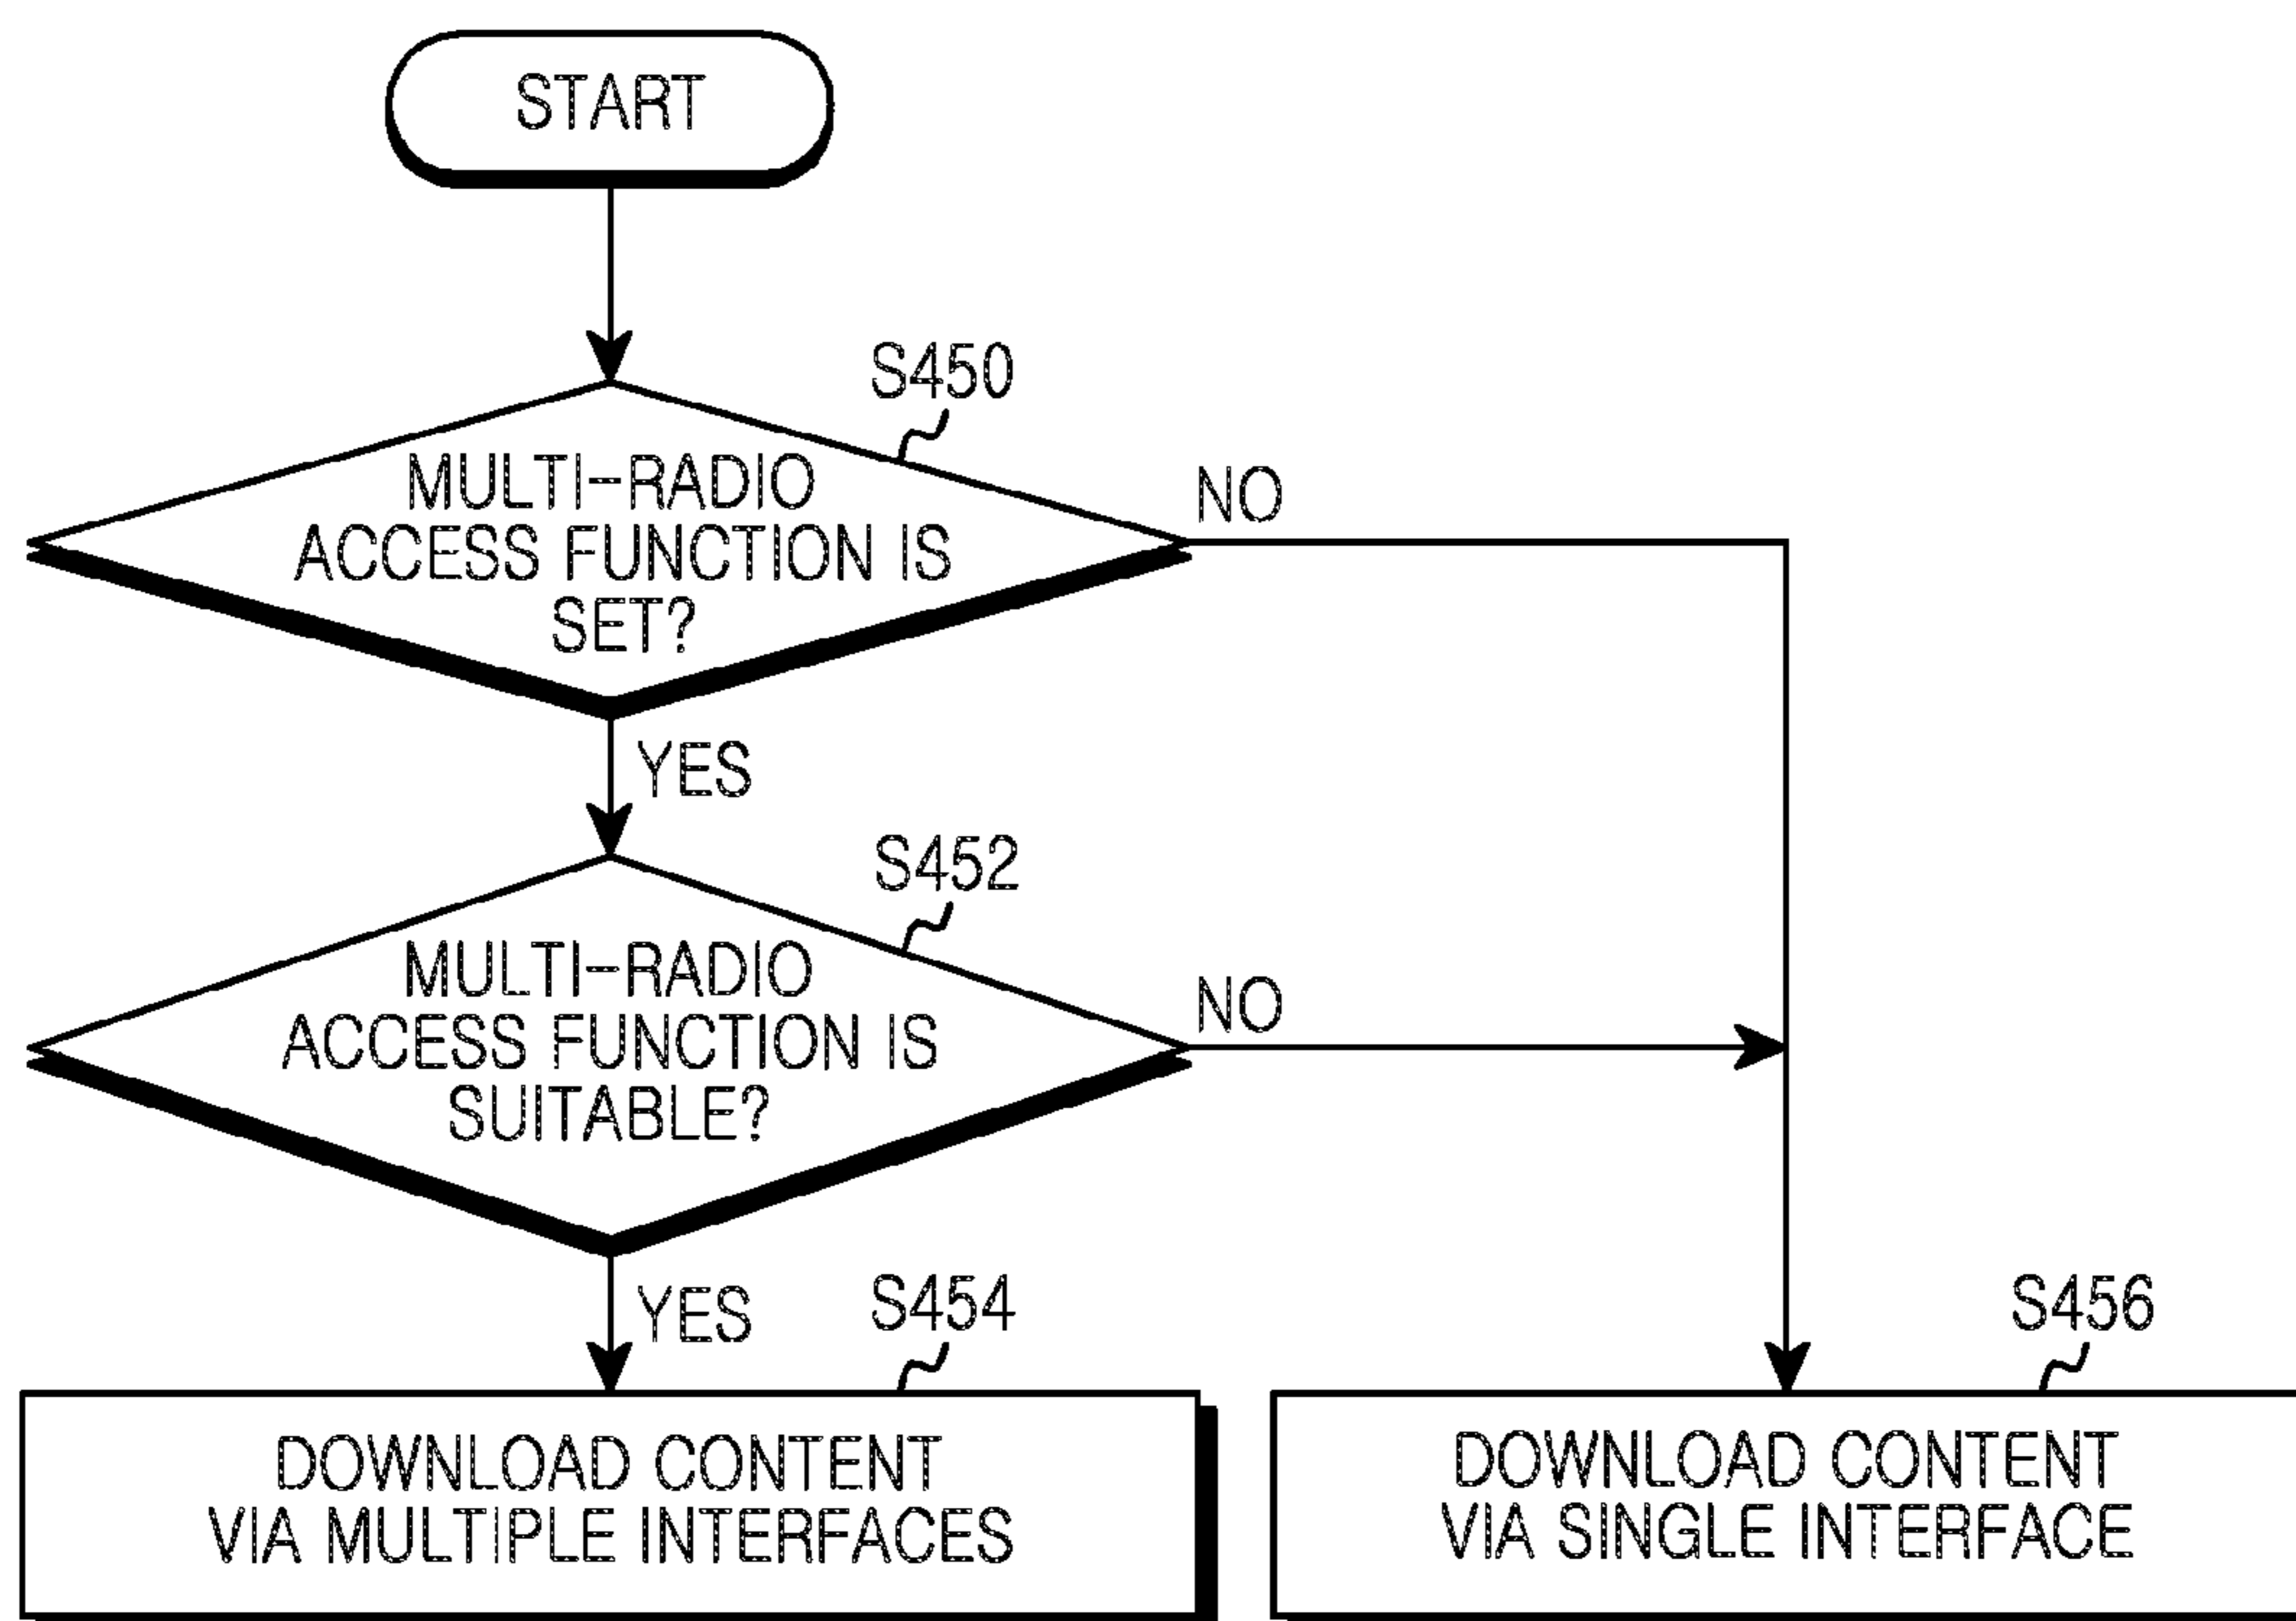 START
S450
MULTI-RADIO
ACCESS FUNCTION IS
SET?
NO
YES
S452
MULTI-RADIO
ACCESS FUNCTION IS
SUITABLE?
NO
YES
S454
DOWNLOAD CONTENT
VIA MULTIPLE INTERFACES
S456
DOWNLOAD CONTENT
VIA SINGLE INTERFACE